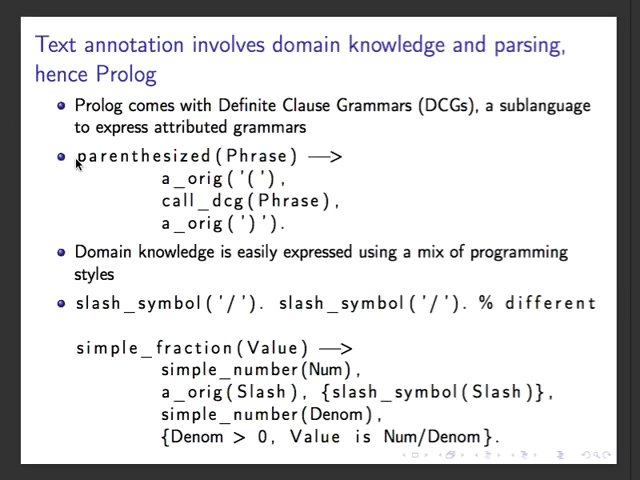 Text annotation involves domain knowledge and parsing,
hence Prolog
Prolog comes with Definite Clause Grammars (DCGs), a sublanguage
to express attributed grammars
parenthesized(Phrase) -->
a_orig('('),
call_dcg(Phrase),
a_orig(')').
Domain knowledge is easily expressed using a mix of programming
styles
slash_symbol('/'). slash_symbol('/'). % different
simple_fraction(Value) -->
simple_number(Num),
a_orig(Slash), {slash_symbol(Slash)},
simple_number(Denom),
{Denom > 0, Value is Num/Denom}.